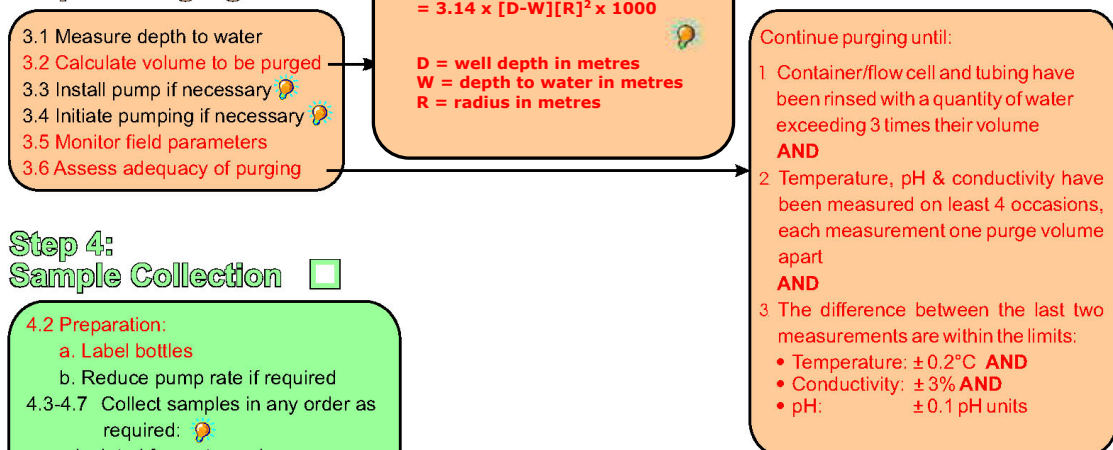 3.1 Measure depth to water
3.2 Calculate volume to be purged
3.3 Install pump if necessary
3.4 Initiate pumping if necessary
3.5 Monitor field parameters
3.6 Assess adequacy of purging
= 3.14 x [D-W][R]² x 1000
D = well depth in metres
W = depth to water in metres
R = radius in metres
Continue purging until:
1 Container/flow cell and tubing have
been rinsed with a quantity of water
exceeding 3 times their volume
AND
2 Temperature, pH & conductivity have
been measured on least 4 occasions,
each measurement one purge volume
apart
AND
3 The difference between the last two
measurements are within the limits:
• Temperature: ± 0.2°C AND
• Conductivity: ± 3% AND
• pH: ± 0.1 pH units
Step 4:
Sample Collection
4.2 Preparation:
a. Label bottles
b. Reduce pump rate if required
4.3-4.7 Collect samples in any order as
required: